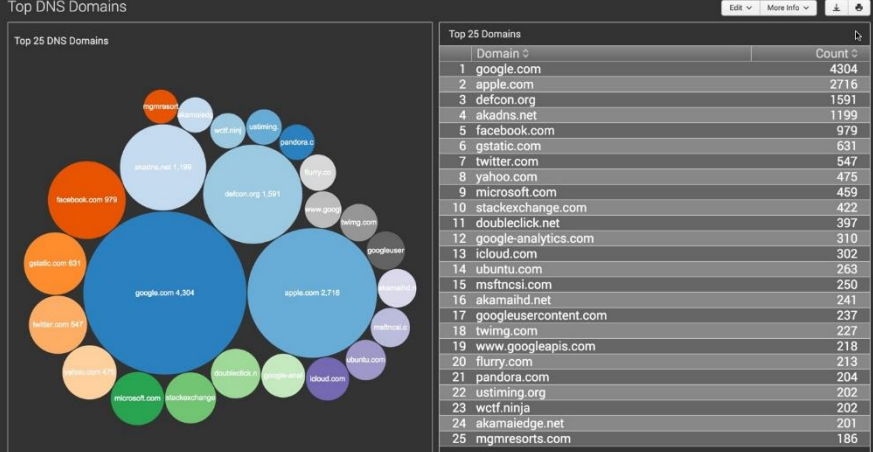 Top DNS Domains
Edit
More Info
Top 25 DNS Domains
mgmresort
akamaiedg
wctf.ninj
ustiming.
pandora.c
flurry.co
www.goog
twimg.com
googleuser
akamaihd.n
msftncsi.c
ubuntu.com
icloud.com
google-anal
doubleclick.n
stackexchange
microsoft.com
yahoo.com 475
twitter.com 547
gstatic.com 631
facebook.com 979
akadns.net 1,199
defcon.org 1,591
google.com 4,304
apple.com 2,716
Top 25 Domains
Domain Count
1 google.com 4304
2 apple.com 2716
3 defcon.org 1591
4 akadns.net 1199
5 facebook.com 979
6 gstatic.com 631
7 twitter.com 547
8 yahoo.com 475
9 microsoft.com 459
10 stackexchange.com 422
11 doubleclick.net 397
12 google-analytics.com 310
13 icloud.com 302
14 ubuntu.com 263
15 msftncsi.com 250
16 akamaihd.net 241
17 googleusercontent.com 237
18 twimg.com 227
19 www.googleapis.com 218
20 flurry.com 213
21 pandora.com 204
22 ustiming.org 202
23 wctf.ninja 202
24 akamaiedge.net 201
25 mgmresorts.com 186